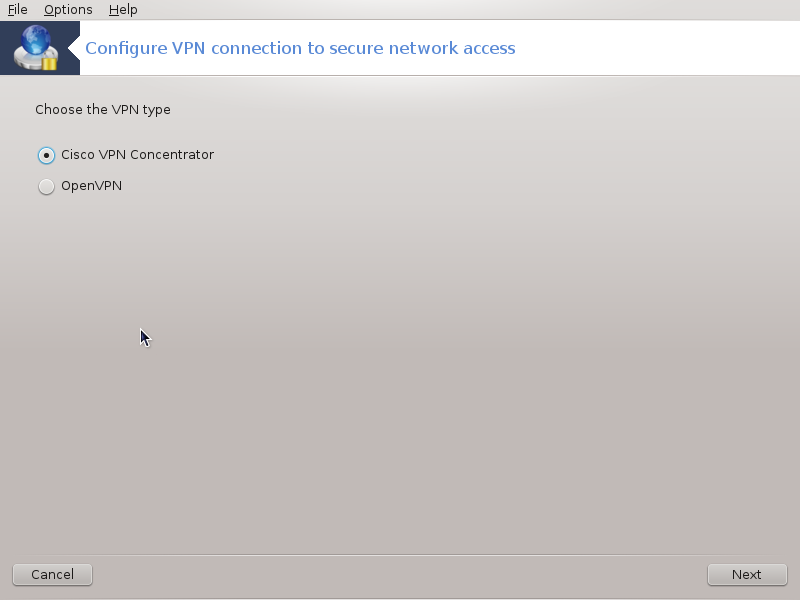 File Options Help
Configure VPN connection to secure network access
Choose the VPN type
Cisco VPN Concentrator
OpenVPN
Cancel Next